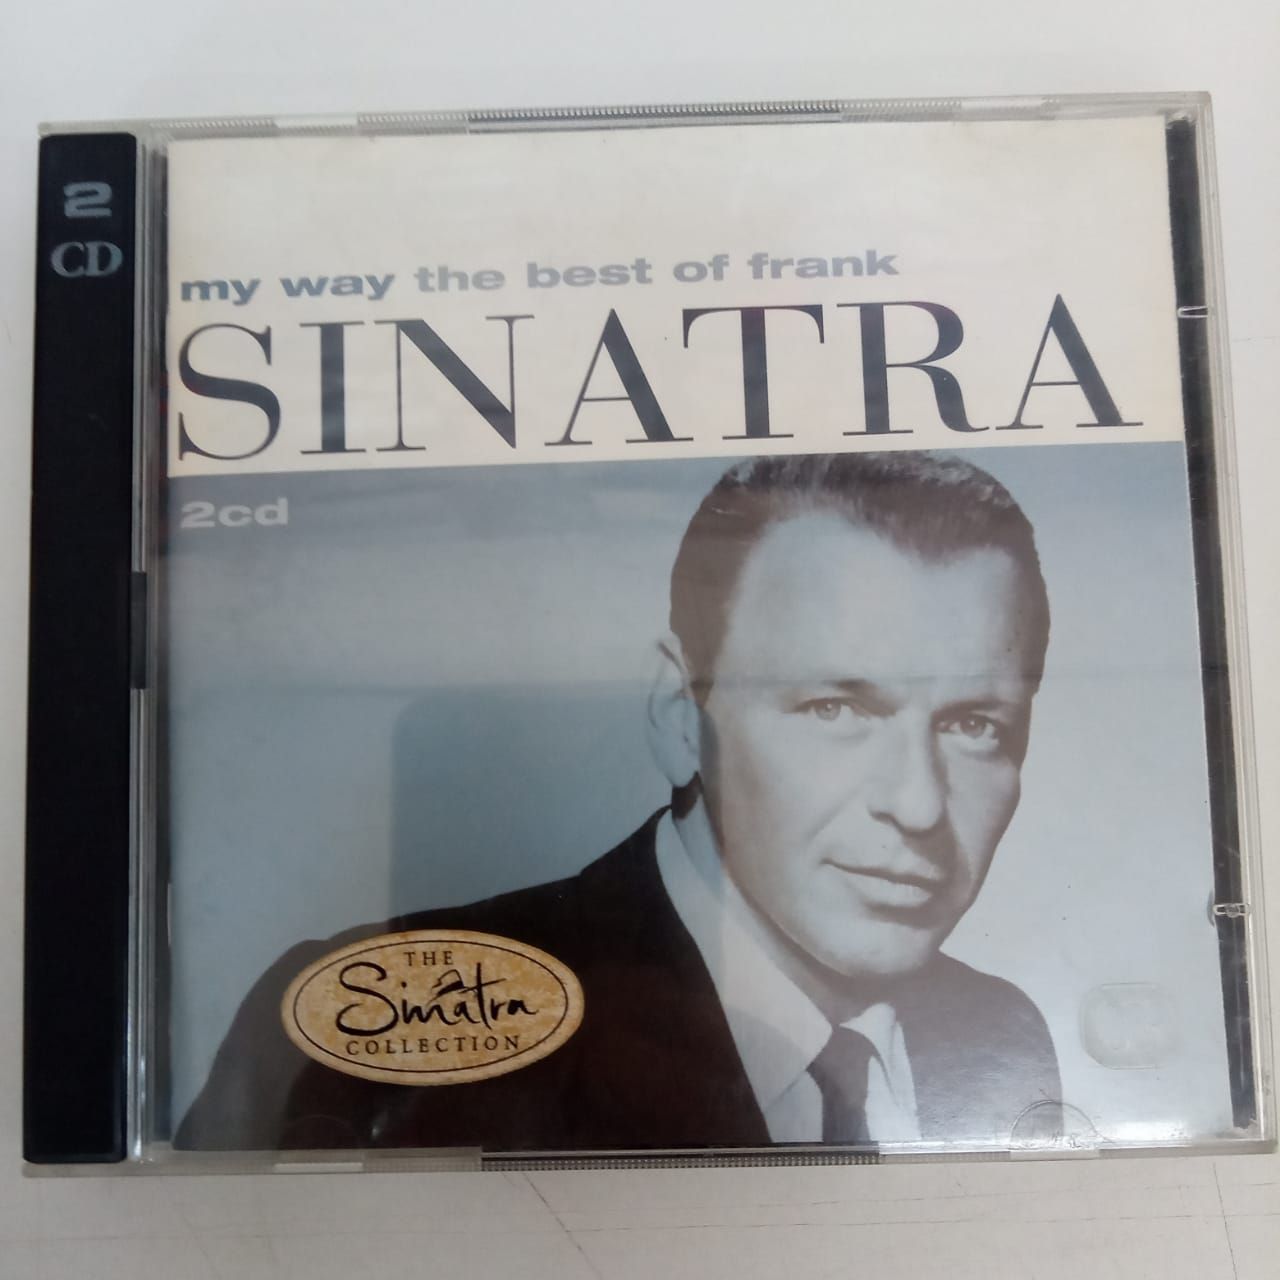 2
CD
my way the best of frank
SINATRA
2cd
THE
Sinatra
COLLECTION